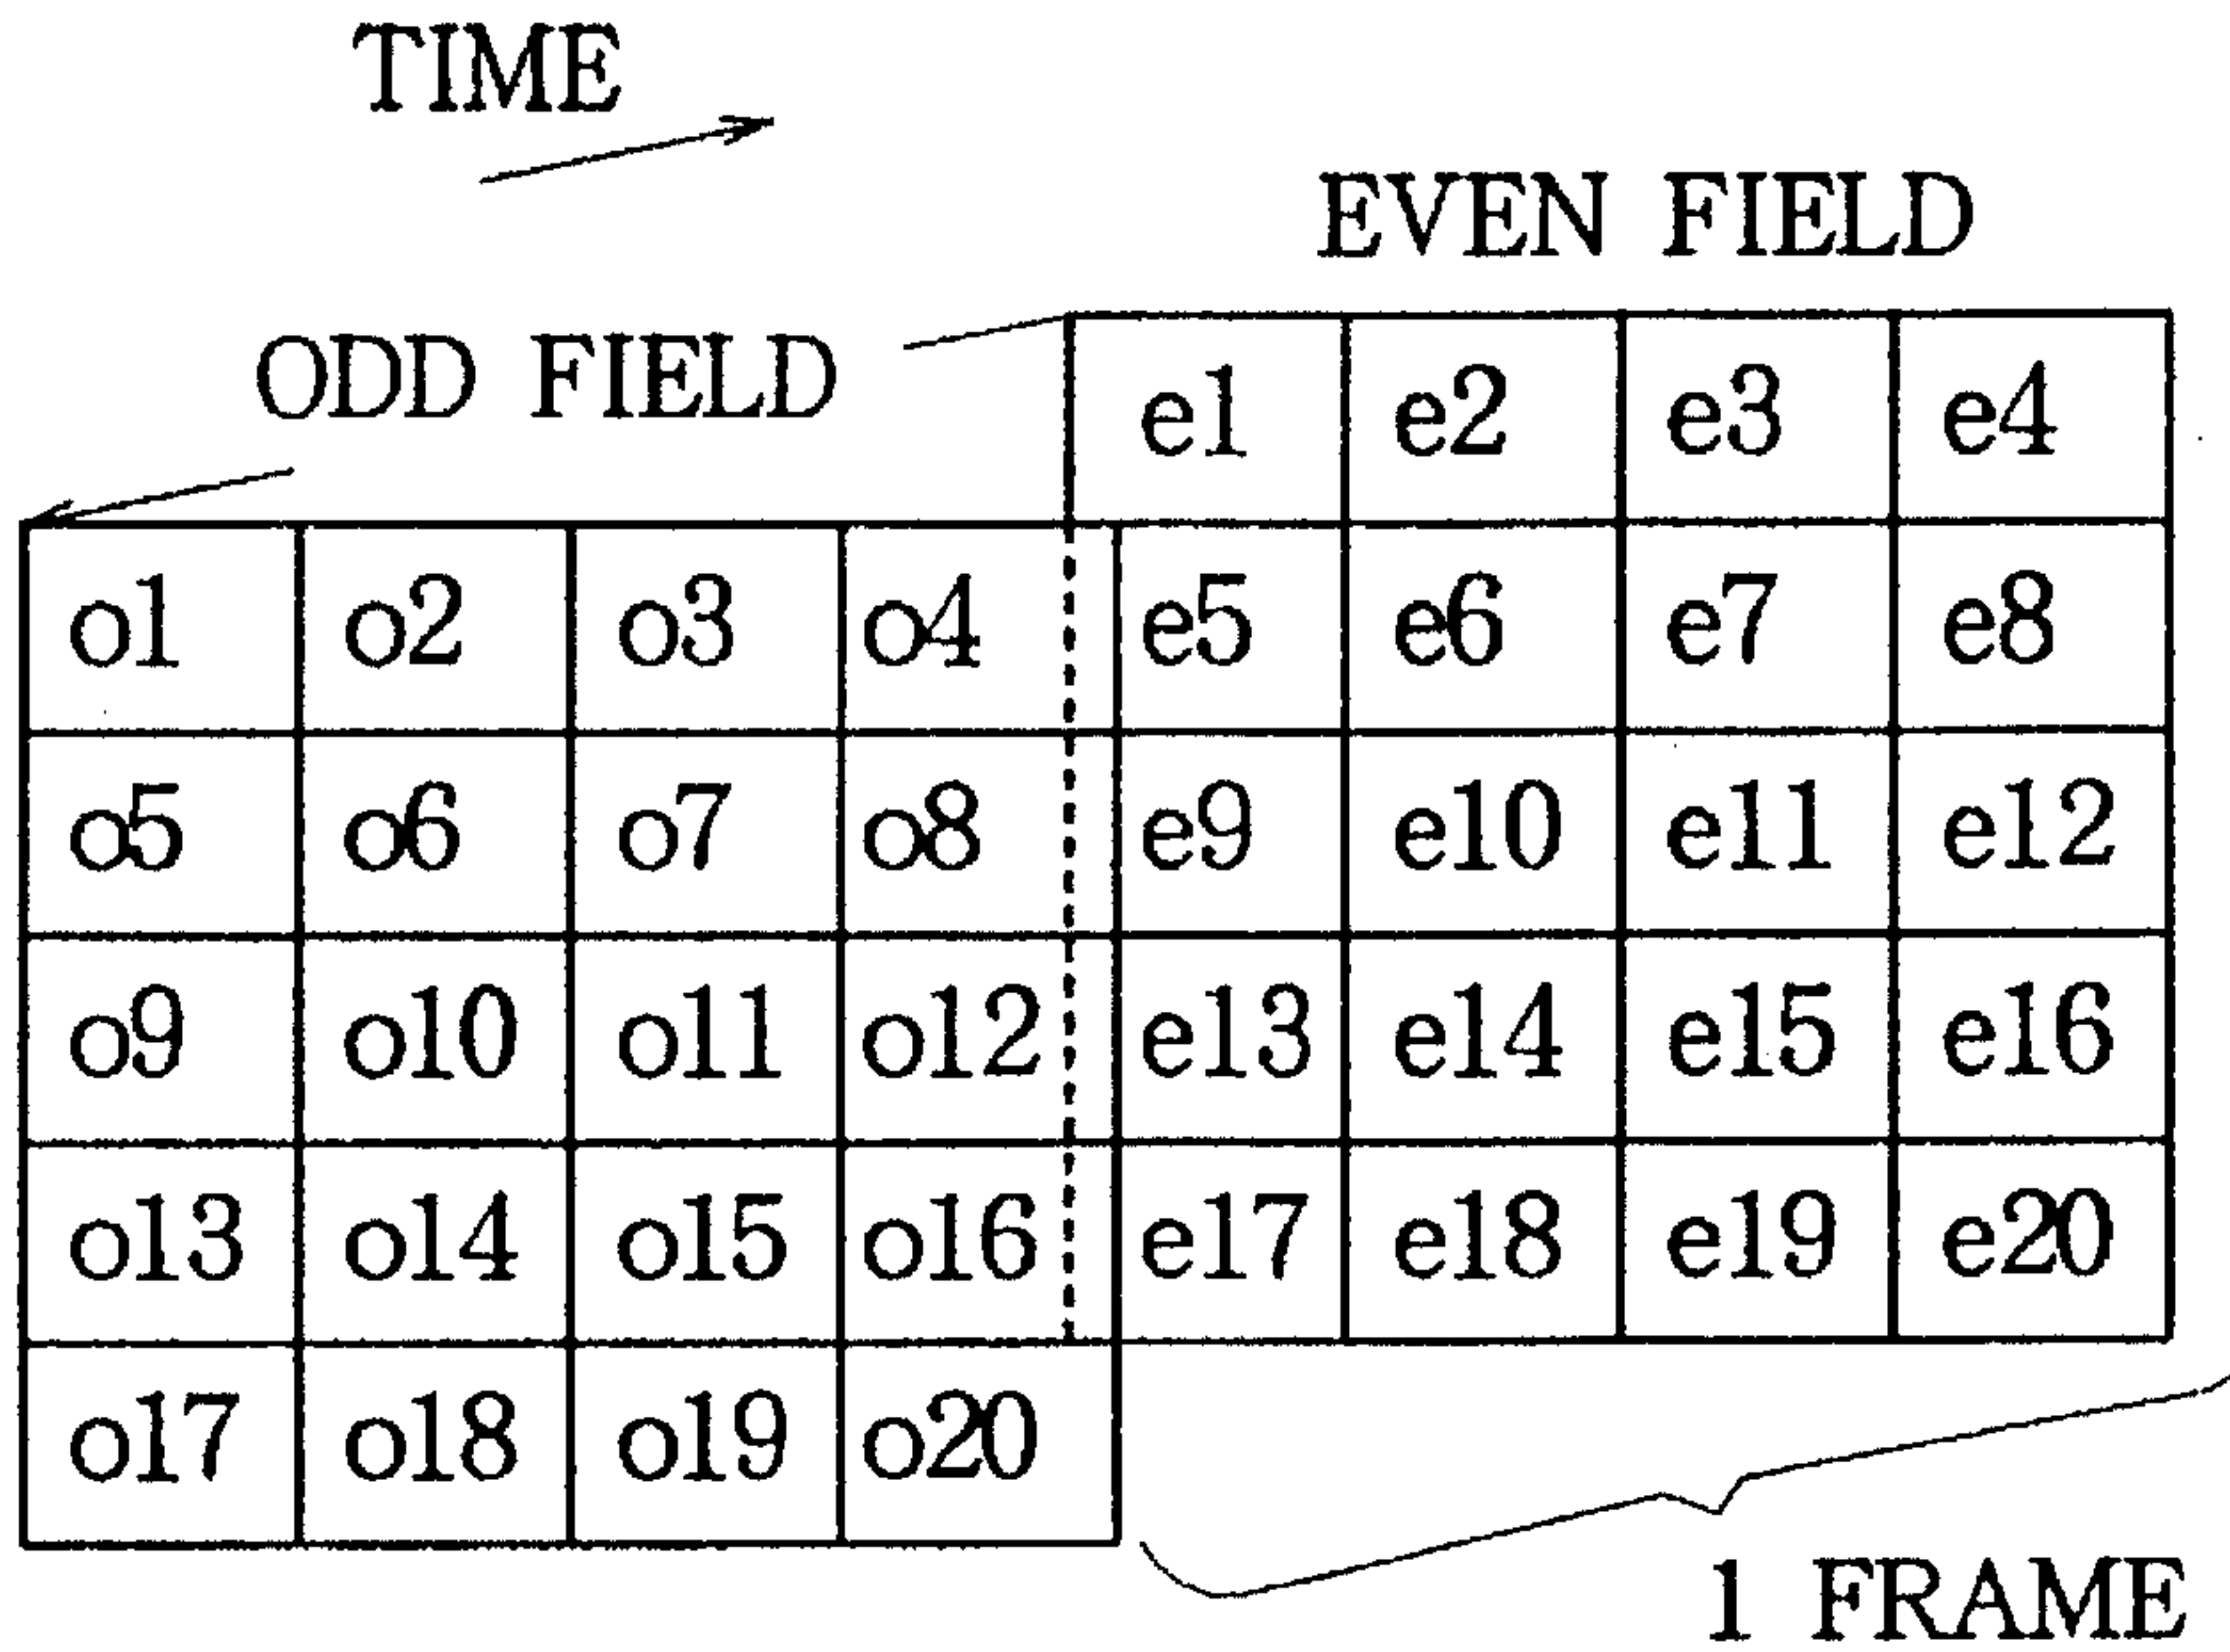 TIME
EVEN FIELD
ODD FIELD
e1 e2 e3 e4
o1 o2 o3 o4 e5 e6 e7 e8
o5 o6 o7 o8 e9 e10 e11 e12
o9 o10 o11 o12 e13 e14 e15 e16
o13 o14 o15 o16 e17 e18 e19 e20
o17 o18 o19 o20
1 FRAME